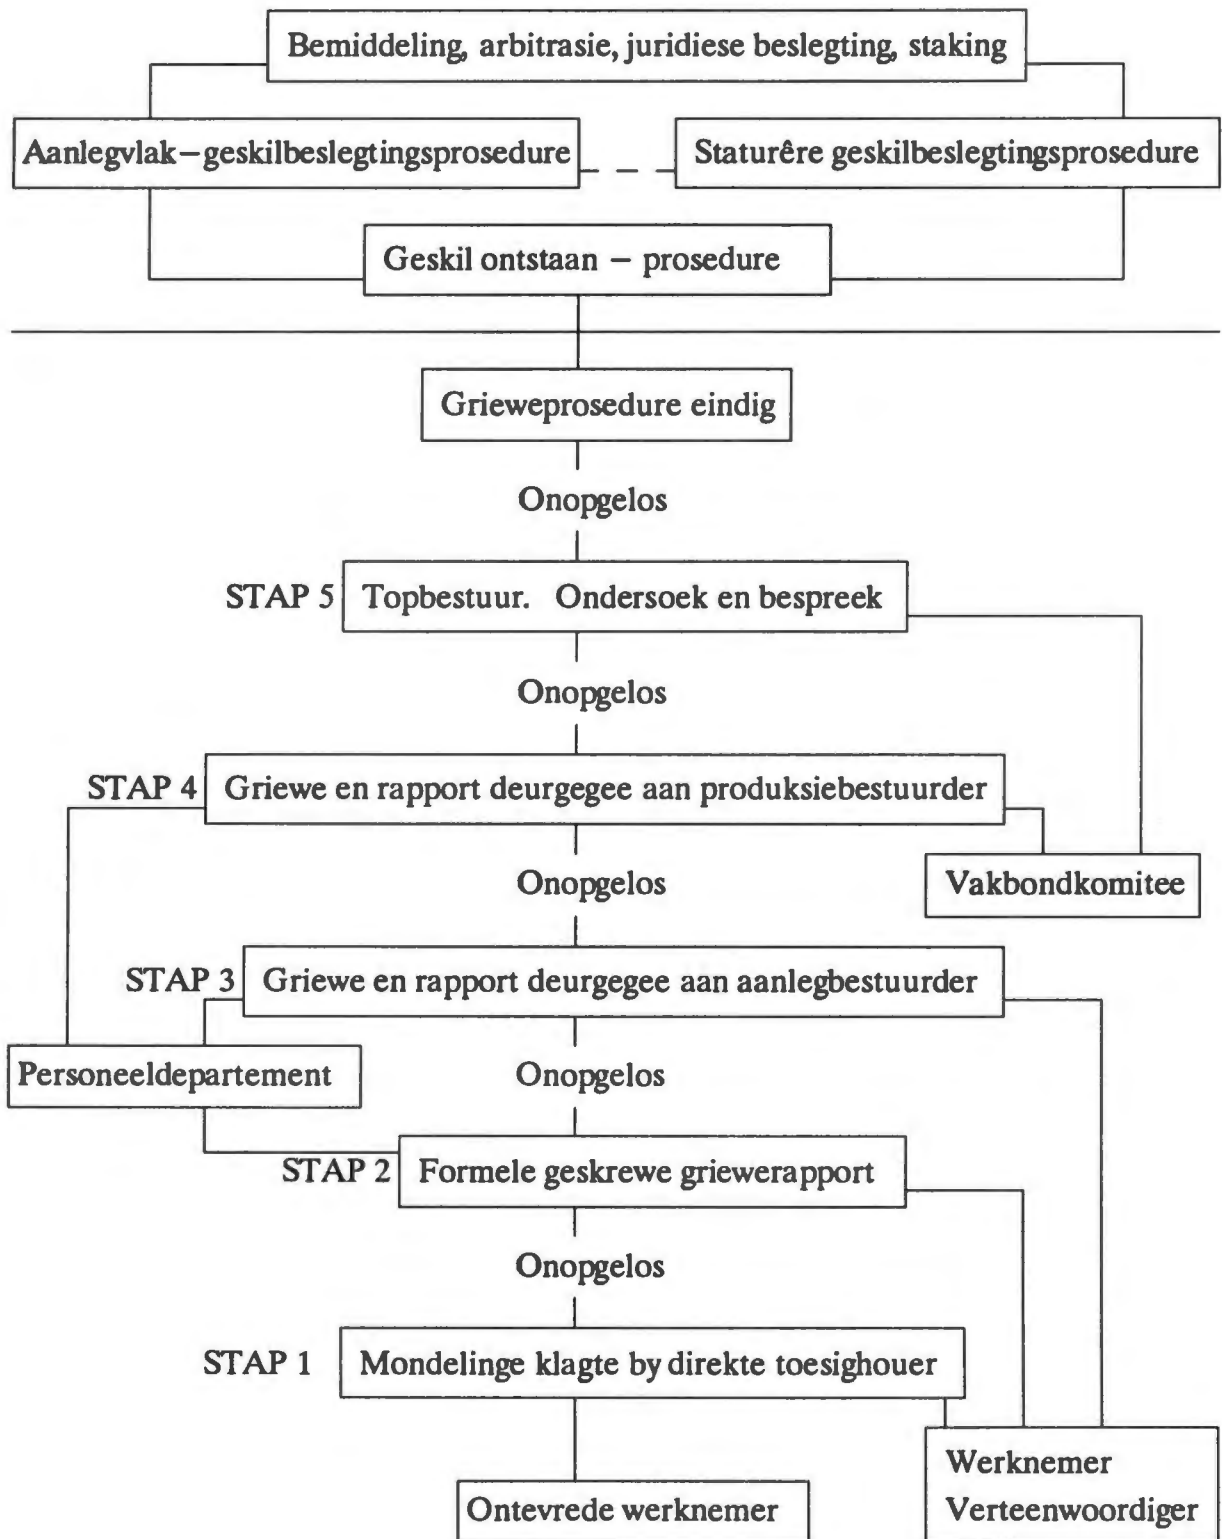 Bemiddeling, arbitrasie, juridiese beslegting, staking
Aanlegvlak–geskilbeslegtingsprosedure
Staturêre geskilbeslegtingsprosedure
Geskil ontstaan – prosedure
Grieweprosedure eindig
Onopgelos
STAP 5
Topbestuur. Ondersoek en bespreek
Onopgelos
STAP 4
Griewe en rapport deurgegee aan produksiebestuurder
Onopgelos
Vakbondkomitee
STAP 3
Griewe en rapport deurgegee aan aanlegbestuurder
Personeeldepartement
Onopgelos
STAP 2
Formele geskrewe griewerapport
Onopgelos
STAP 1
Mondelinge klagte by direkte toesighouer
Ontevrede werknemer
Werknemer
Verteenwoordiger